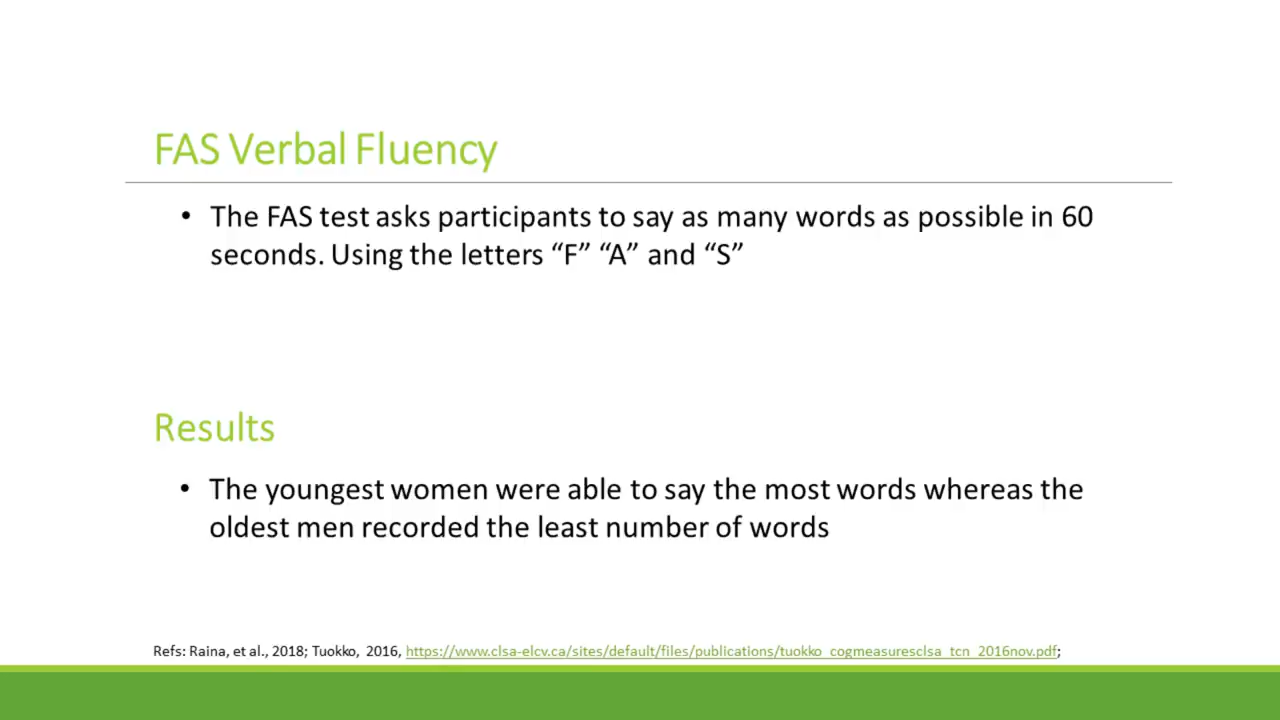 FAS Verbal Fluency
• The FAS test asks participants to say as many words as possible in 60
seconds. Using the letters “F” “A” and “S”
Results
• The youngest women were able to say the most words whereas the
oldest men recorded the least number of words
Refs: Raina, et al., 2018; Tuokko, 2016, https://www.clsa-elcv.ca/sites/default/files/publications/tuokko_cogmeasuresclsa_tcn_2016nov.pdf;